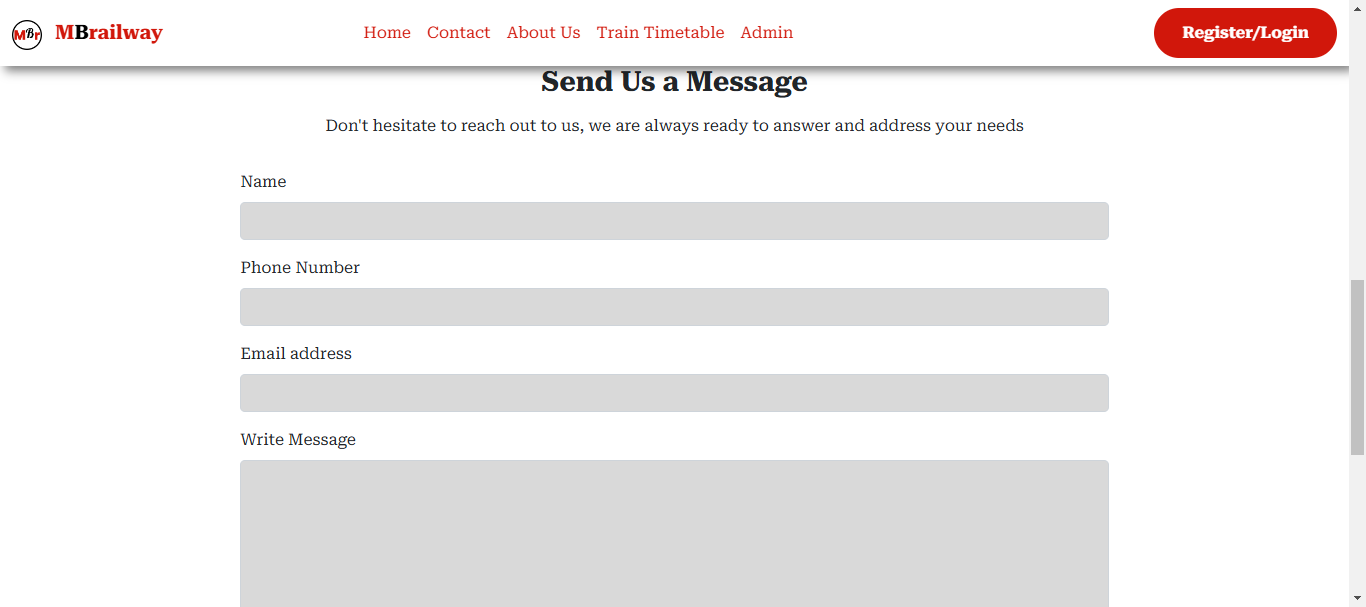 MBr MBrailway Home Contact About Us Train Timetable Admin Register/Login
Send Us a Message
Don't hesitate to reach out to us, we are always ready to answer and address your needs
Name
Phone Number
Email address
Write Message